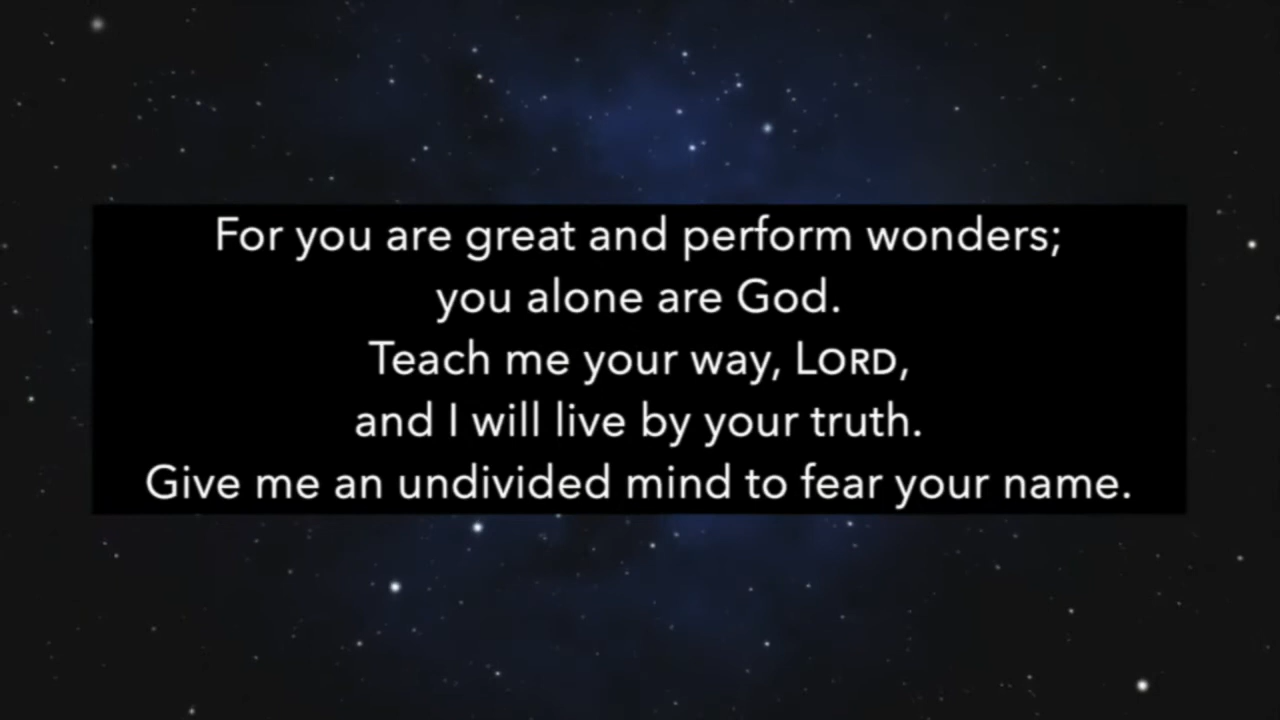 For you are great and perform wonders;
you alone are God.
Teach me your way, LORD,
and I will live by your truth.
Give me an undivided mind to fear your name.